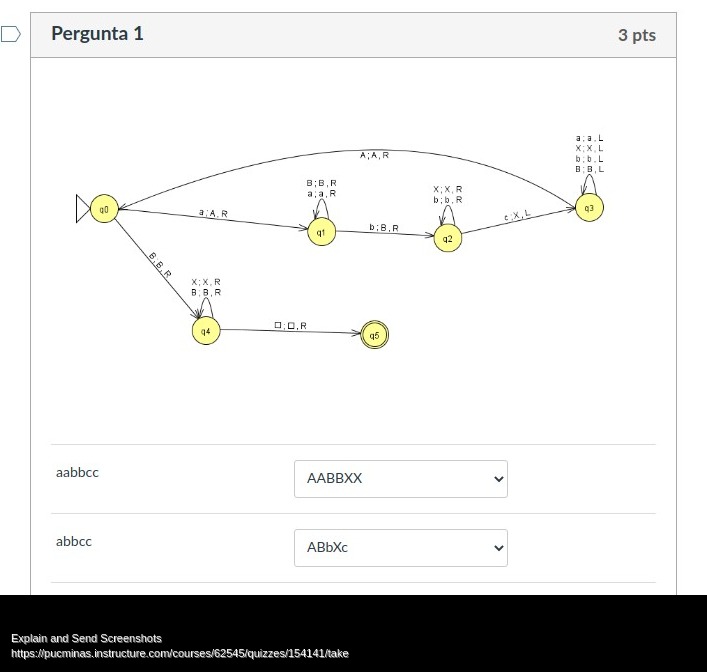 Pergunta 1
3 pts
a;a,L
X;X,L
b;b,L
B;B,L
A;A,R
B;B,R
a;a,R
X;X,R
b;b,R
q0
a;A,R
q1
b;B,R
q2
c,X,L
q3
B;B,R
X;X,R
B;B,R
q4
□;□,R
q5
aabbcc
AABBXX
abbcc
ABbXc
Explain and Send Screenshots
https://pucminas.instructure.com/courses/62545/quizzes/154141/take